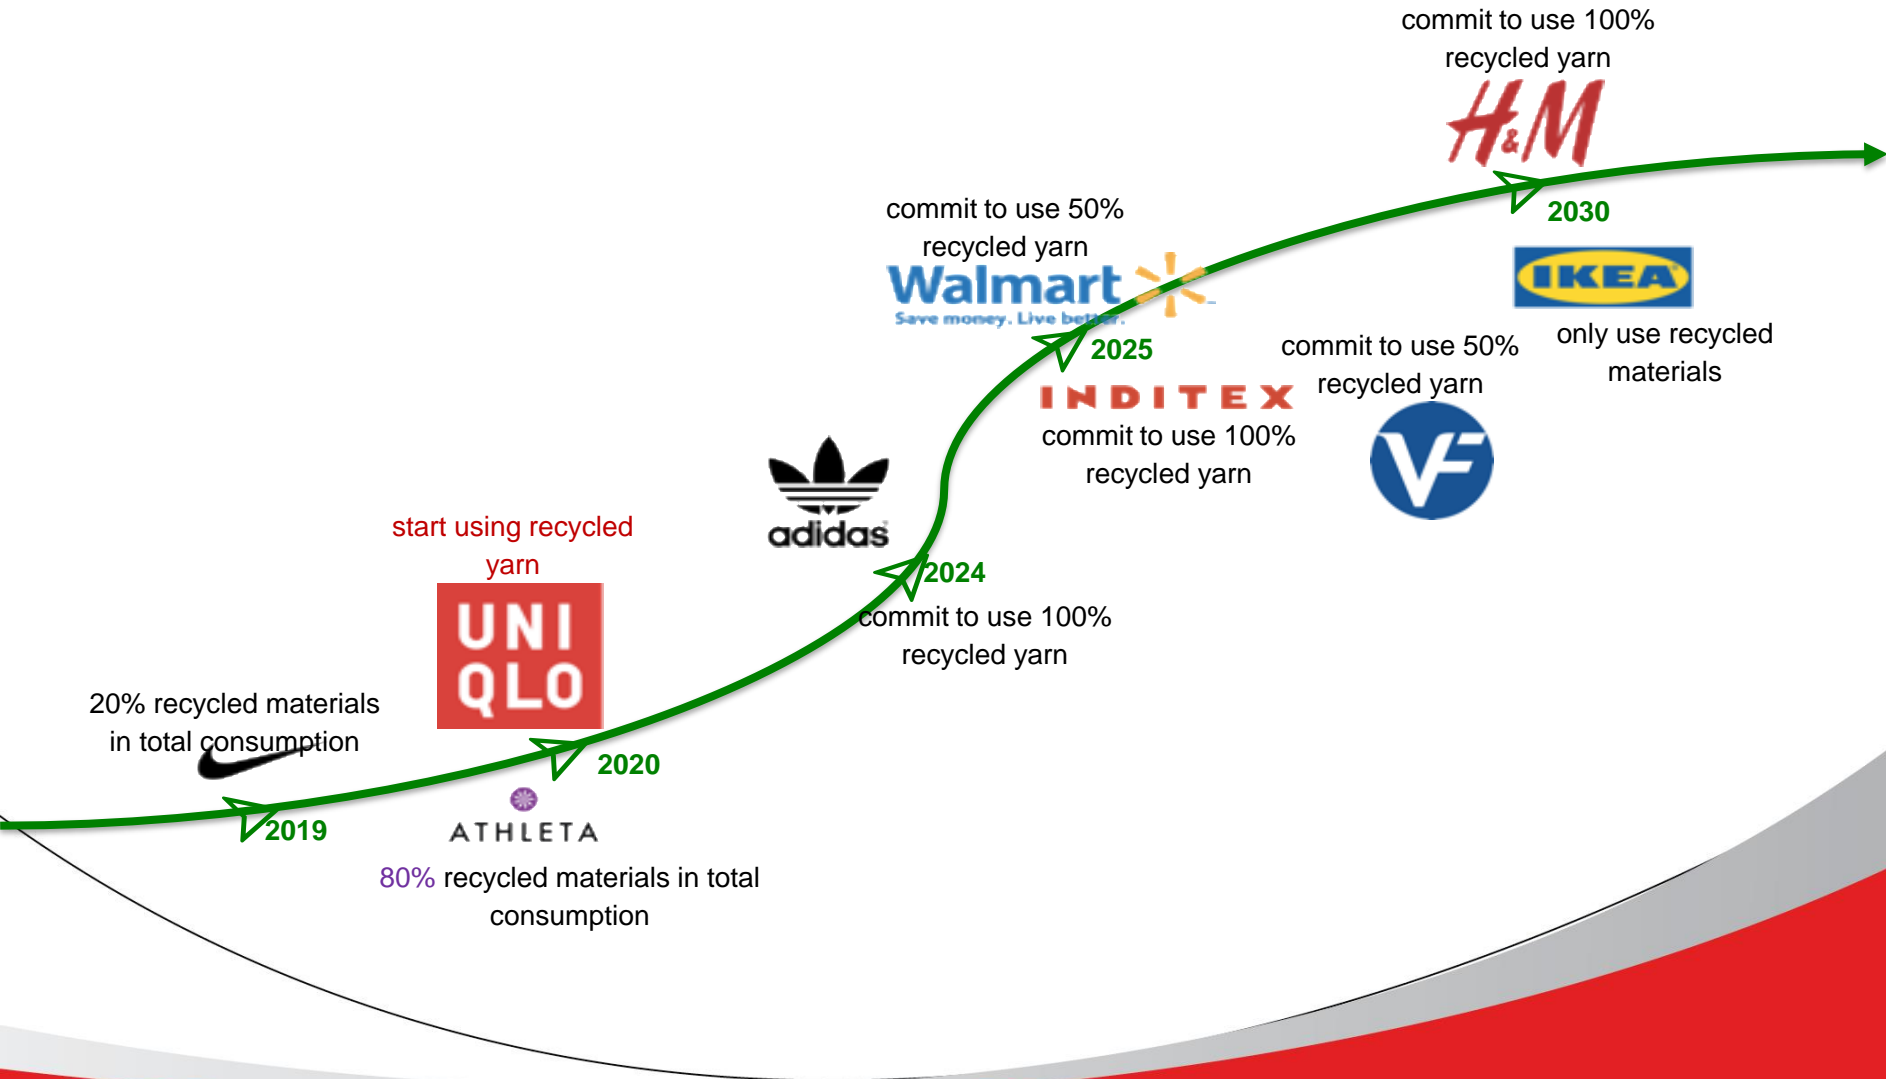 commit to use 100%
recycled yarn
H&M
2030
commit to use 50%
recycled yarn
Walmart
Save money. Live better.
2025
IKEA
only use recycled
materials
INDITEX
commit to use 100%
recycled yarn
commit to use 50%
recycled yarn
VF
adidas
2024
commit to use 100%
recycled yarn
start using recycled
yarn
UNI
QLO
2020
20% recycled materials
in total consumption
2019
ATHLETA
80% recycled materials in total
consumption